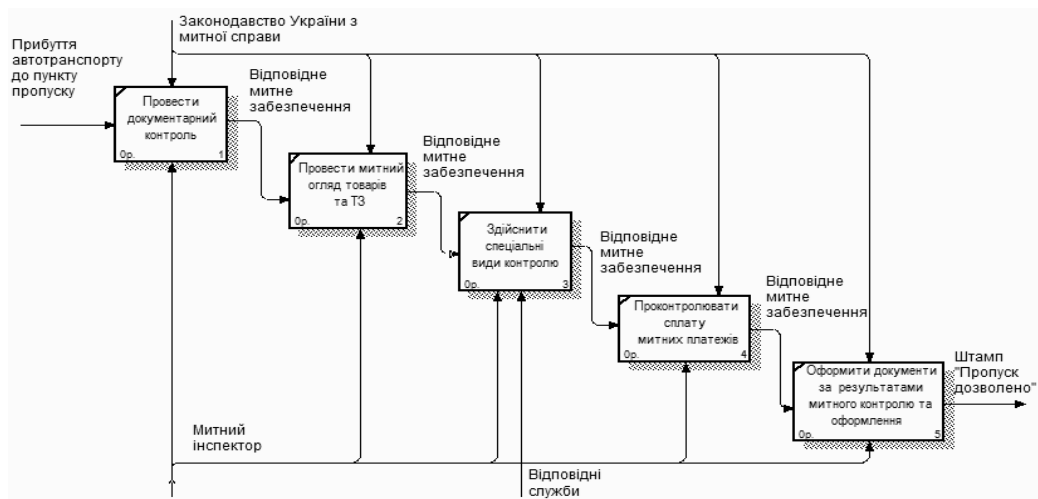 Законодавство України з
митної справи
Прибуття
автотранспорту
до пункту
пропуску
Відповідне
митне
забезпечення
Провести
документарний
контроль
0р.
1
Відповідне
митне
забезпечення
Провести митний
огляд товарів
та ТЗ
0р.
2
Відповідне
митне
забезпечення
Здійснити
спеціальні
види контролю
0р.
3
Відповідне
митне
забезпечення
Проконтролювати
сплату
митних платежів
0р.
4
Штамп
"Пропуск
дозволено"
Оформити документи
за результатами
митного контролю та
оформлення
0р.
5
Митний
інспектор
Відповідні
служби